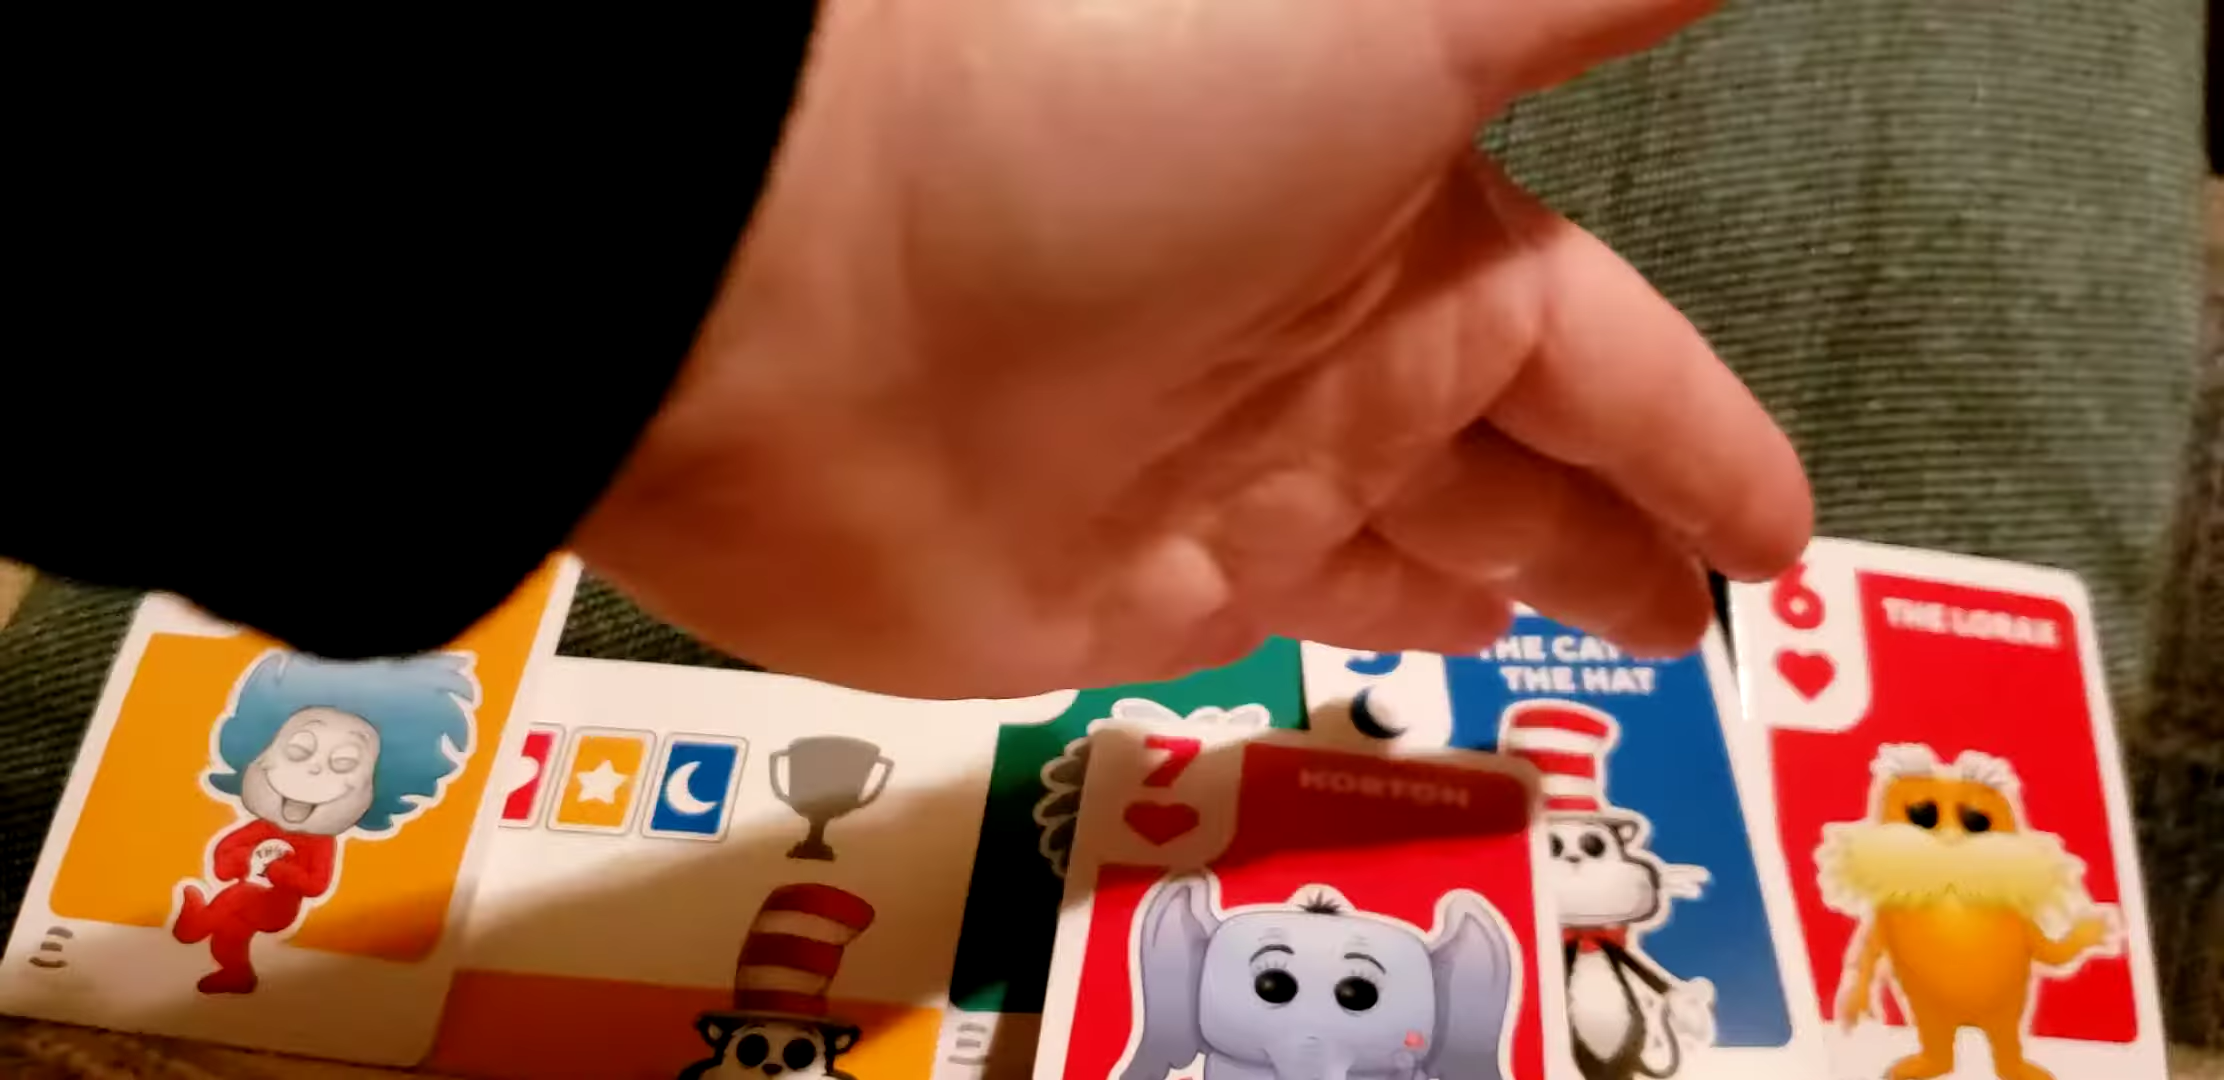 6
THE LORAX
THE CAT
THE HAT
7
HORTON